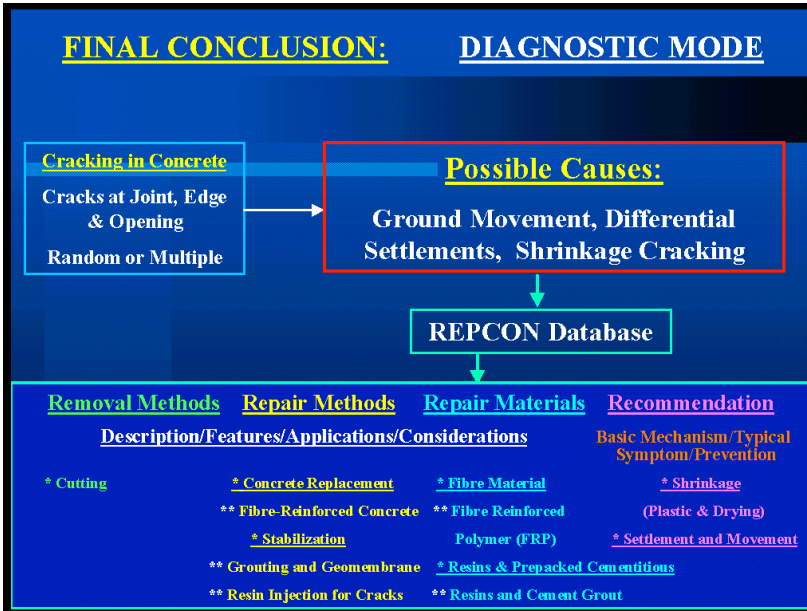 FINAL CONCLUSION: DIAGNOSTIC MODE
Cracking in Concrete
Cracks at Joint, Edge
& Opening
Random or Multiple
Possible Causes:
Ground Movement, Differential
Settlements, Shrinkage Cracking
REPCON Database
Removal Methods Repair Methods Repair Materials Recommendation
Description/Features/Applications/Considerations
Basic Mechanism/Typical
Symptom/Prevention
* Cutting
* Concrete Replacement
** Fibre-Reinforced Concrete
* Stabilization
** Grouting and Geomembrane
** Resin Injection for Cracks
* Fibre Material
** Fibre Reinforced
Polymer (FRP)
* Resins & Prepacked Cementitious
** Resins and Cement Grout
* Shrinkage
(Plastic & Drying)
* Settlement and Movement